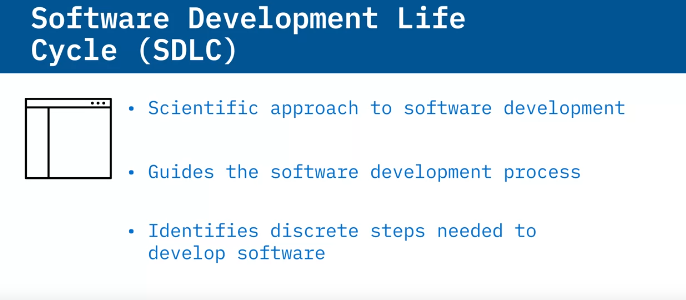 Software Development Life
Cycle (SDLC)
• Scientific approach to software development
• Guides the software development process
• Identifies discrete steps needed to
develop software